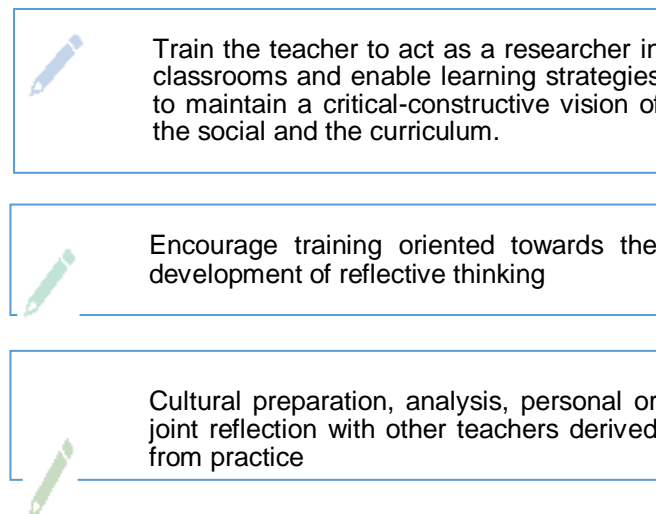 Train the teacher to act as a researcher in
classrooms and enable learning strategies
to maintain a critical-constructive vision of
the social and the curriculum.
Encourage training oriented towards the
development of reflective thinking
Cultural preparation, analysis, personal or
joint reflection with other teachers derived
from practice